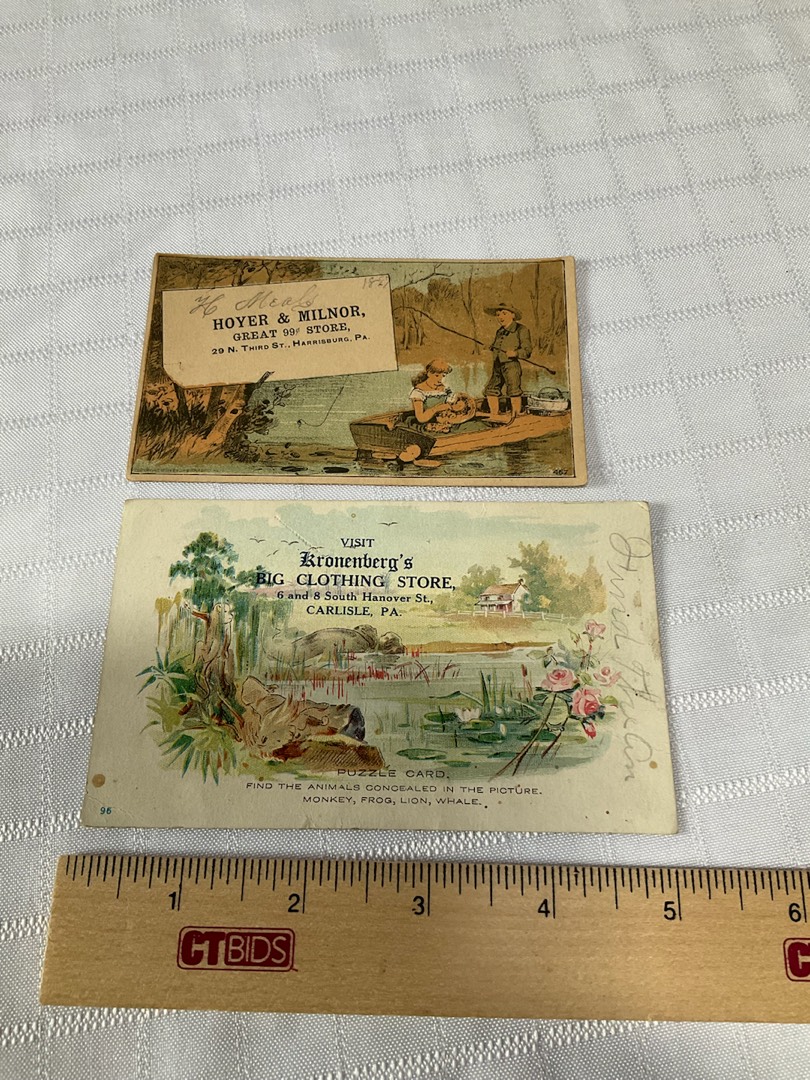 H Meals
HOYER & MILNOR,
GREAT 99¢ STORE,
29 N. THIRD ST., HARRISBURG, PA.
467
VISIT
Kronenberg's
BIG CLOTHING STORE,
6 and 8 South Hanover St.,
CARLISLE, PA.
PUZZLE CARD.
FIND THE ANIMALS CONCEALED IN THE PICTURE.
MONKEY, FROG, LION, WHALE.
96
1 2 3 4 5 6
CTBIDS
C